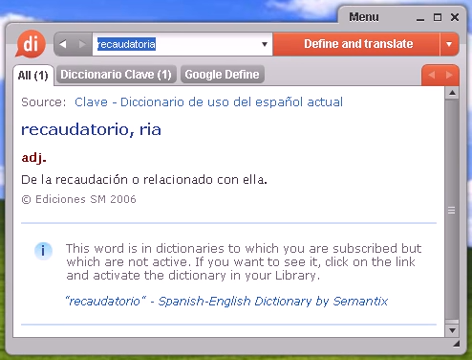 Menu
di
recaudatoria
Define and translate
All (1)
Diccionario Clave (1)
Google Define
Source: Clave - Diccionario de uso del español actual
recaudatorio, ria
adj.
De la recaudación o relacionado con ella.
© Ediciones SM 2006
i
This word is in dictionaries to which you are subscribed but
which are not active. If you want to see it, click on the link
and activate the dictionary in your Library.
"recaudatorio" - Spanish-English Dictionary by Semantix